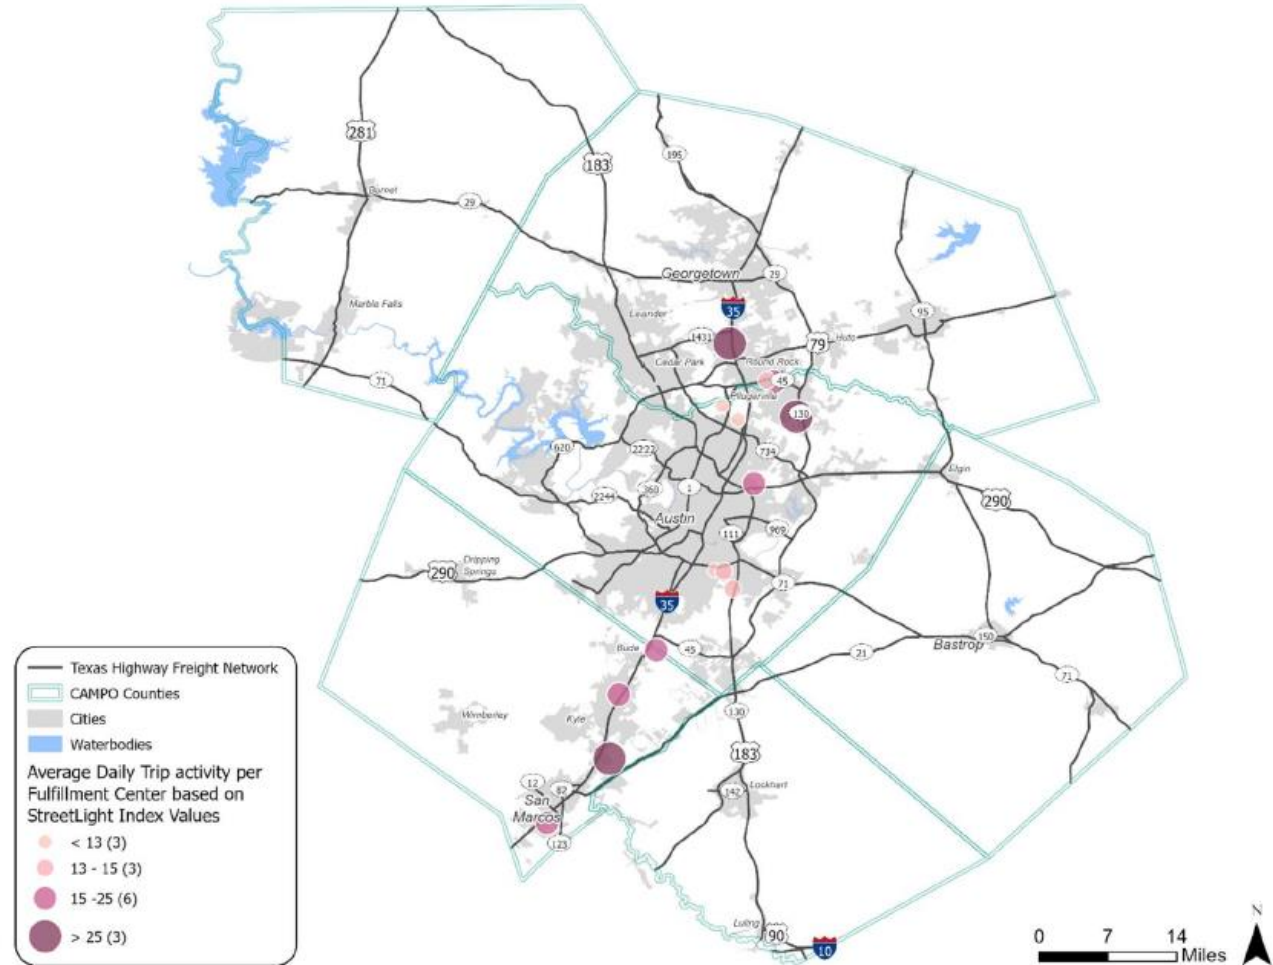 281
183
195
Burnet
29
Georgetown
29
Marble Falls
Leander
35
95
1431
79
Hutto
Cedar Park
Round Rock
71
45
Pflugerville
130
620
2222
734
Elgin
2244
360
1
290
Austin
111
969
Dripping
Springs
290
71
35
150
Bastrop
Buda
45
21
71
Wimberley
Kyle
130
183
12
82
San
Marcos
142
Lockhart
123
Luling
90
10
Texas Highway Freight Network
CAMPO Counties
Cities
Waterbodies
Average Daily Trip activity per
Fulfillment Center based on
StreetLight Index Values
< 13 (3)
13 - 15 (3)
15 -25 (6)
> 25 (3)
0 7 14
Miles
N